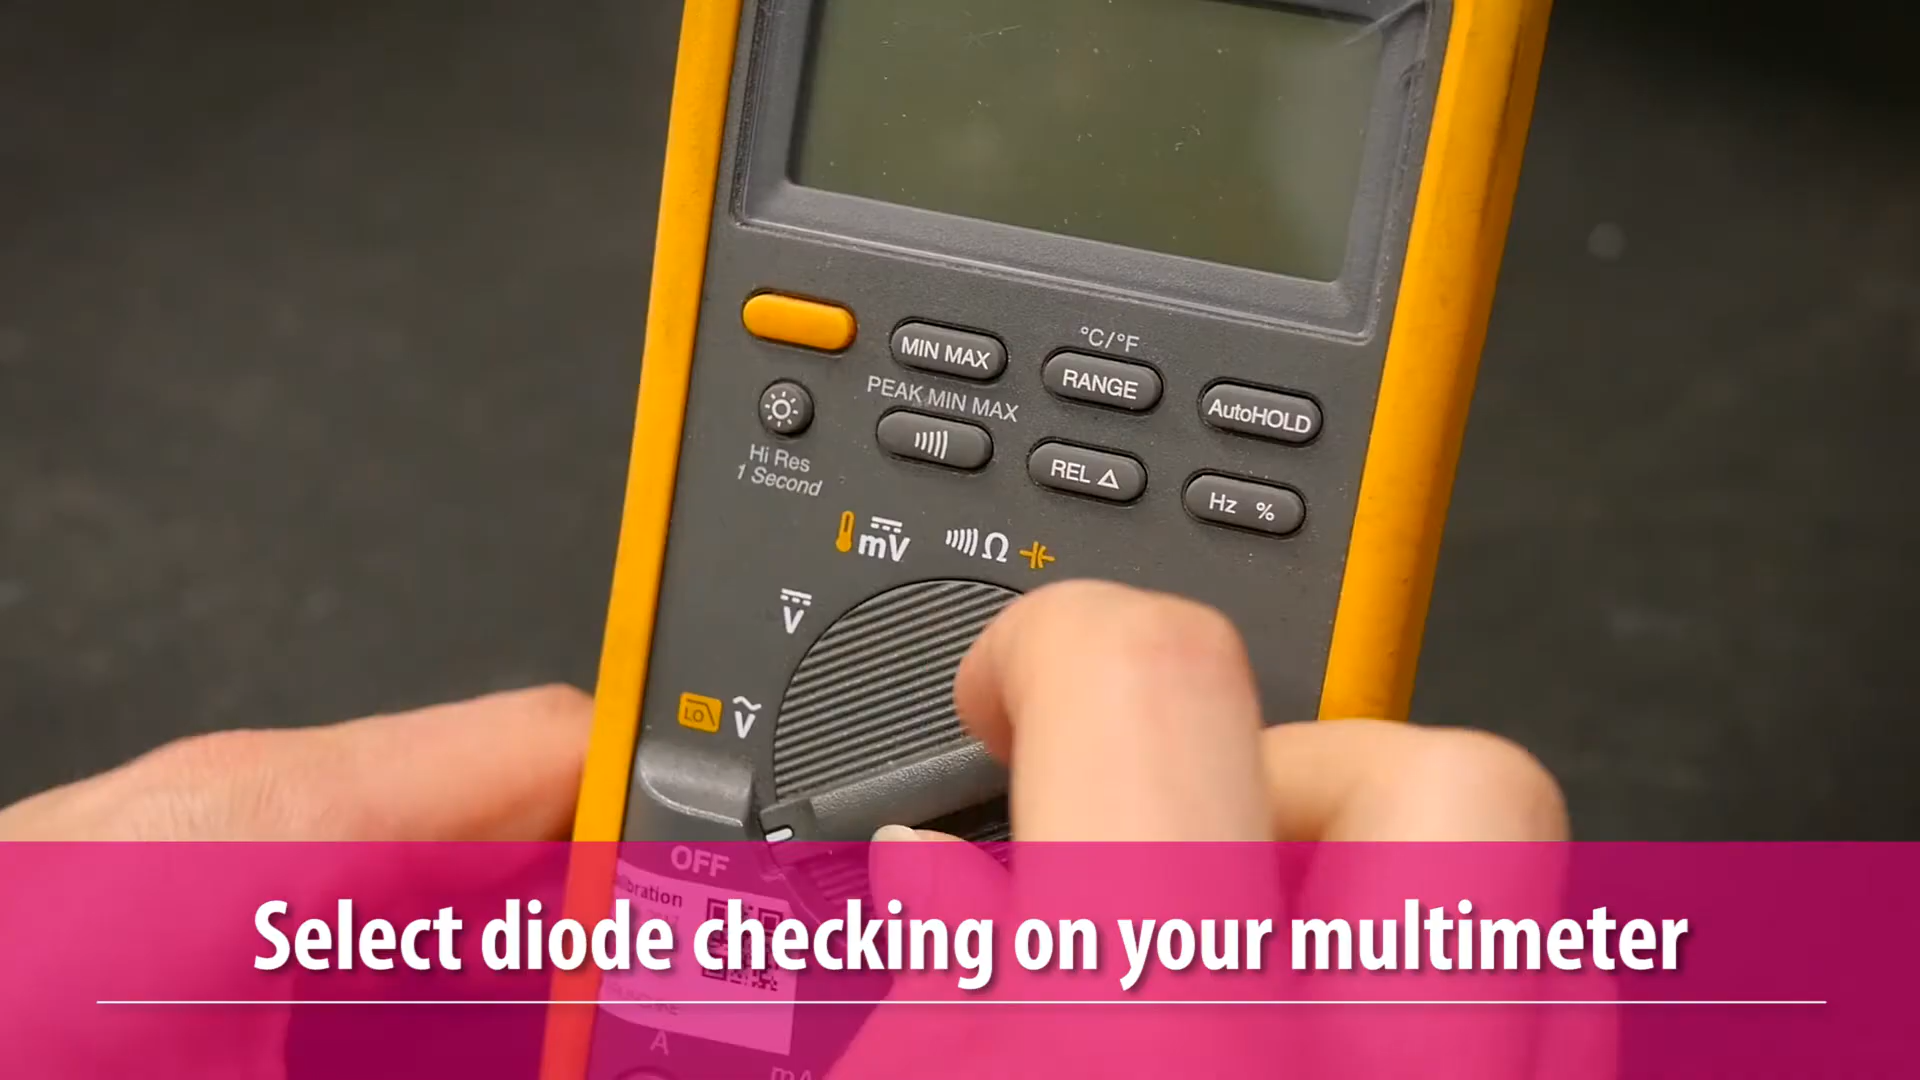 °C/°F
MIN MAX
RANGE
AutoHOLD
PEAK MIN MAX
REL △
Hz %
Hi Res
1 Second
mV
Ω
V
LO
V
OFF
Select diode checking on your multimeter
A